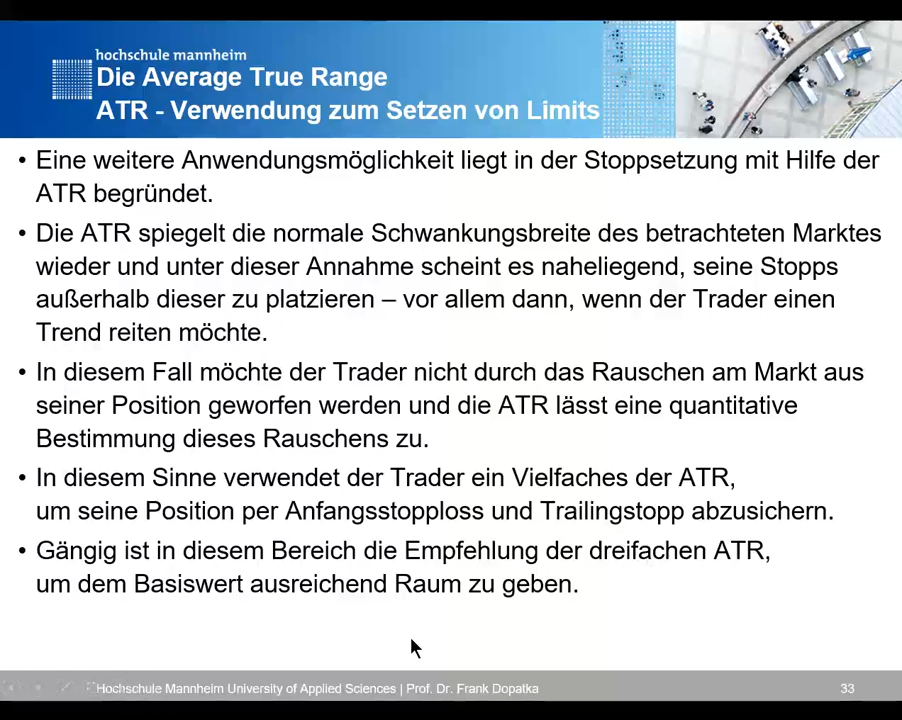 hochschule mannheim
Die Average True Range
ATR - Verwendung zum Setzen von Limits
• Eine weitere Anwendungsmöglichkeit liegt in der Stoppsetzung mit Hilfe der
ATR begründet.
• Die ATR spiegelt die normale Schwankungsbreite des betrachteten Marktes
wieder und unter dieser Annahme scheint es naheliegend, seine Stopps
außerhalb dieser zu platzieren – vor allem dann, wenn der Trader einen
Trend reiten möchte.
• In diesem Fall möchte der Trader nicht durch das Rauschen am Markt aus
seiner Position geworfen werden und die ATR lässt eine quantitative
Bestimmung dieses Rauschens zu.
• In diesem Sinne verwendet der Trader ein Vielfaches der ATR,
um seine Position per Anfangsstopploss und Trailingstopp abzusichern.
• Gängig ist in diesem Bereich die Empfehlung der dreifachen ATR,
um dem Basiswert ausreichend Raum zu geben.
Hochschule Mannheim University of Applied Sciences | Prof. Dr. Frank Dopatka
33